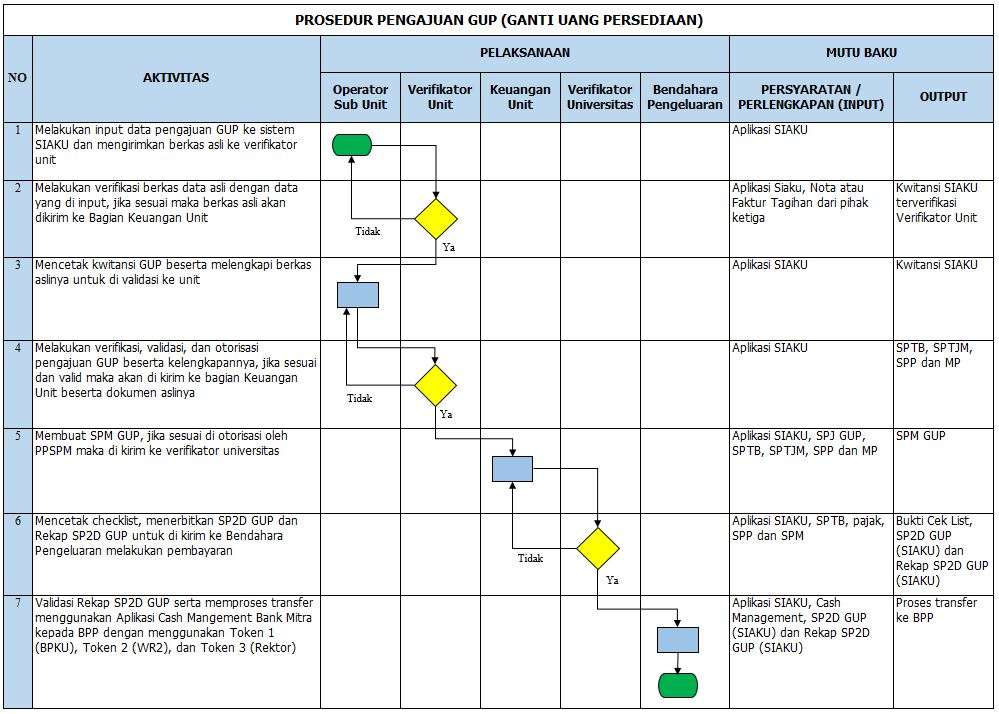 PROSEDUR PENGAJUAN GUP (GANTI UANG PERSEDIAAN)
NO
AKTIVITAS
PELAKSANAAN
MUTU BAKU
Operator
Sub Unit
Verifikator
Unit
Keuangan
Unit
Verifikator
Universitas
Bendahara
Pengeluaran
PERSYARATAN /
PERLENGKAPAN (INPUT)
OUTPUT
1
Melakukan input data pengajuan GUP ke sistem
SIAKU dan mengirimkan berkas asli ke verifikator
unit
Aplikasi SIAKU
2
Melakukan verifikasi berkas data asli dengan data
yang di input, jika sesuai maka berkas asli akan
dikirim ke Bagian Keuangan Unit
Tidak
Ya
Aplikasi Siaku, Nota atau
Faktur Tagihan dari pihak
ketiga
Kwitansi SIAKU
terverifikasi
Verifikator Unit
3
Mencetak kwitansi GUP beserta melengkapi berkas
aslinya untuk di validasi ke unit
Aplikasi SIAKU
Kwitansi SIAKU
4
Melakukan verifikasi, validasi, dan otorisasi
pengajuan GUP beserta kelengkapannya, jika sesuai
dan valid maka akan di kirim ke bagian Keuangan
Unit beserta dokumen aslinya
Tidak
Ya
Aplikasi SIAKU
SPTB, SPTJM,
SPP dan MP
5
Membuat SPM GUP, jika sesuai di otorisasi oleh
PPSPM maka di kirim ke verifikator universitas
Aplikasi SIAKU, SPJ GUP,
SPTB, SPTJM, SPP dan MP
SPM GUP
6
Mencetak checklist, menerbitkan SP2D GUP dan
Rekap SP2D GUP untuk di kirim ke Bendahara
Pengeluaran melakukan pembayaran
Tidak
Ya
Aplikasi SIAKU, SPTB, pajak,
SPP dan SPM
Bukti Cek List,
SP2D GUP
(SIAKU) dan
Rekap SP2D GUP
(SIAKU)
7
Validasi Rekap SP2D GUP serta memproses transfer
menggunakan Aplikasi Cash Mangement Bank Mitra
kepada BPP dengan menggunakan Token 1
(BPKU), Token 2 (WR2), dan Token 3 (Rektor)
Aplikasi SIAKU, Cash
Management, SP2D GUP
(SIAKU) dan Rekap SP2D
GUP (SIAKU)
Proses transfer
ke BPP